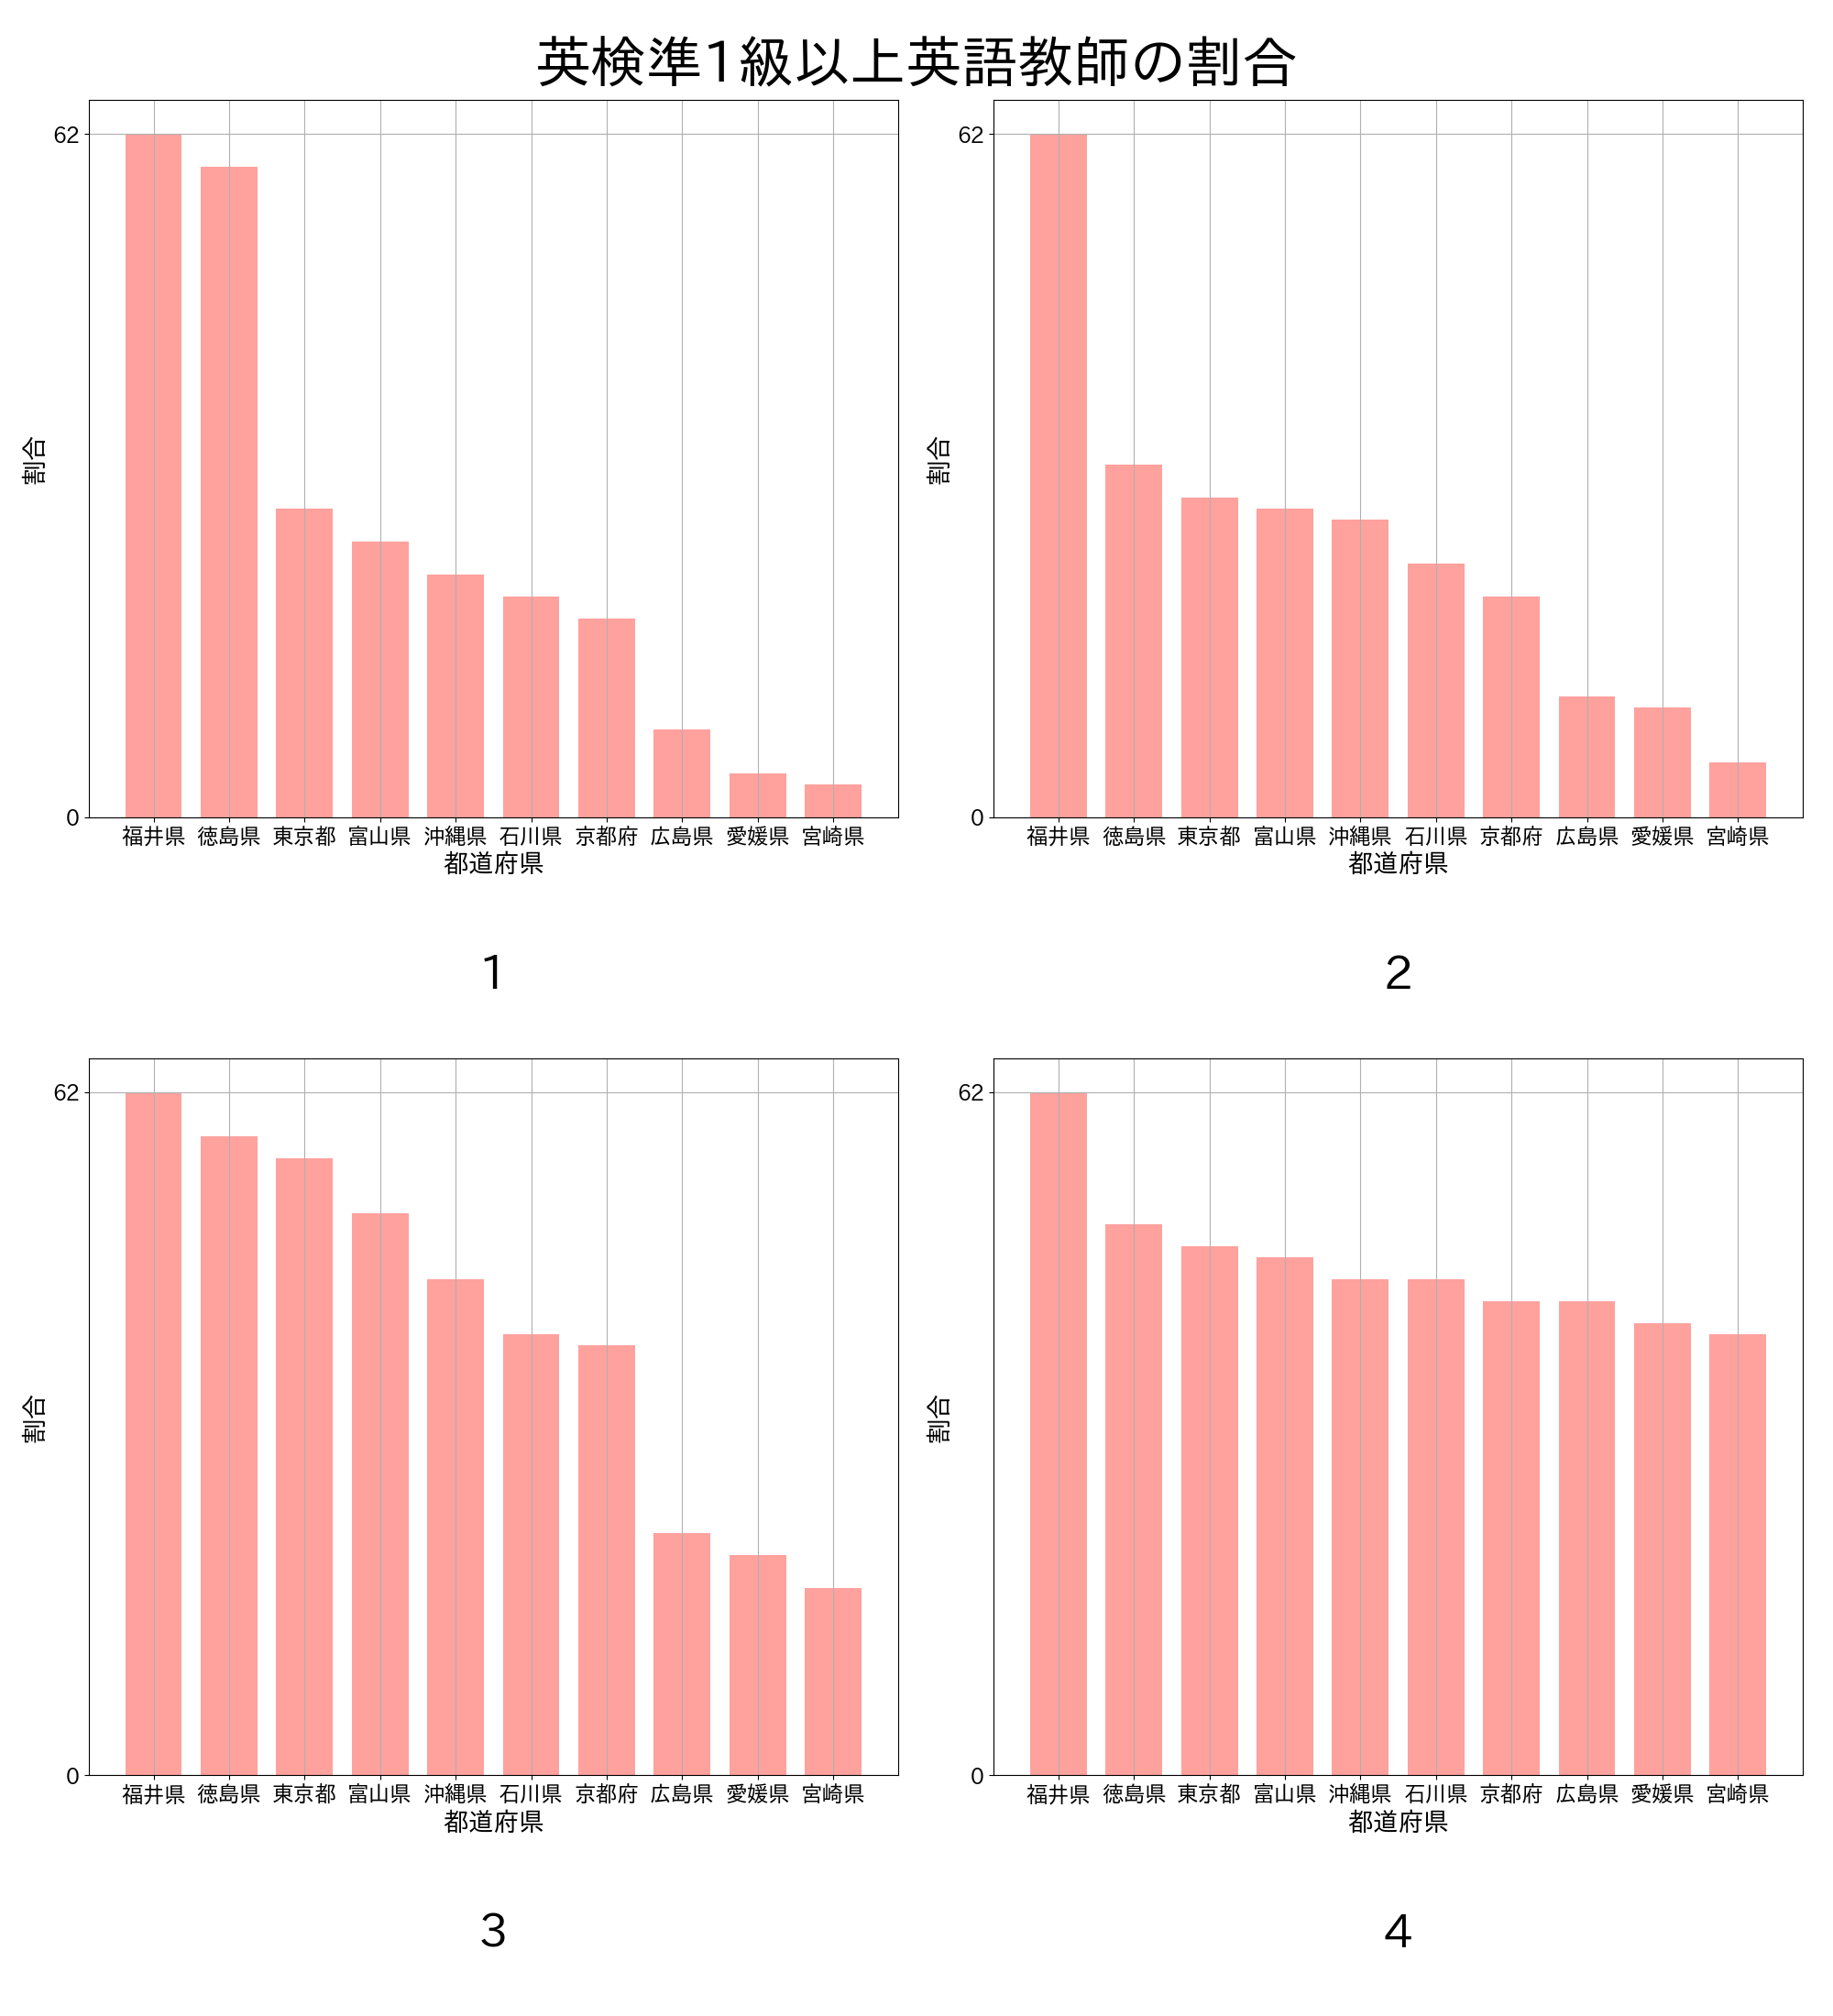 英検準1級以上英語教師の割合
62
割合
0
福井県 徳島県 東京都 富山県 沖縄県 石川県 京都府 広島県 愛媛県 宮崎県
都道府県
1
62
割合
0
福井県 徳島県 東京都 富山県 沖縄県 石川県 京都府 広島県 愛媛県 宮崎県
都道府県
2
62
割合
0
福井県 徳島県 東京都 富山県 沖縄県 石川県 京都府 広島県 愛媛県 宮崎県
都道府県
3
62
割合
0
福井県 徳島県 東京都 富山県 沖縄県 石川県 京都府 広島県 愛媛県 宮崎県
都道府県
4